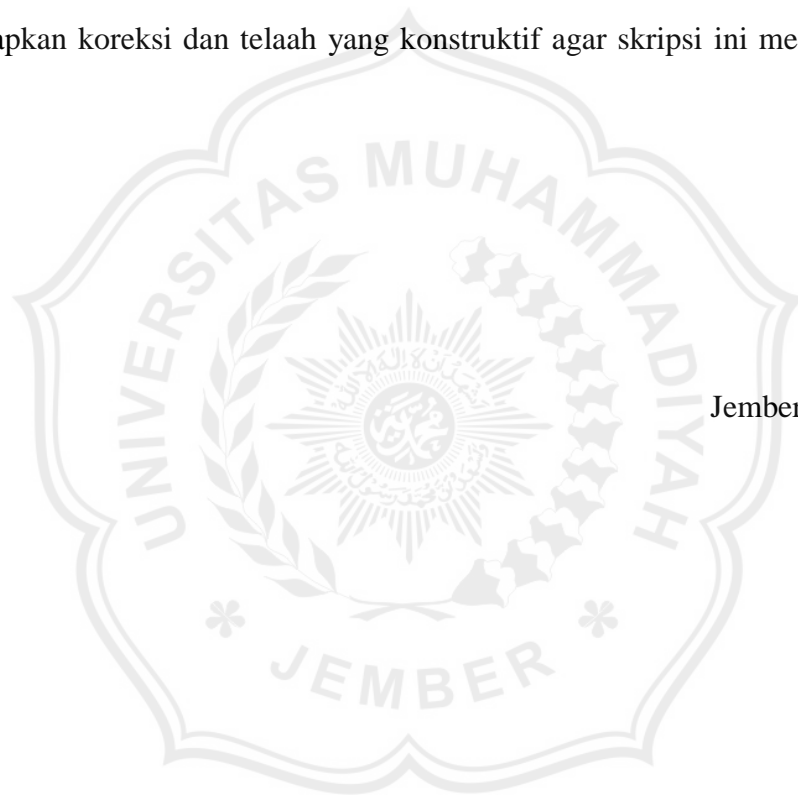 apkan koreksi dan telaah yang konstruktif agar skripsi ini me
UNIVERSITAS MUHAMMADIYAH
Jember
JEMBER